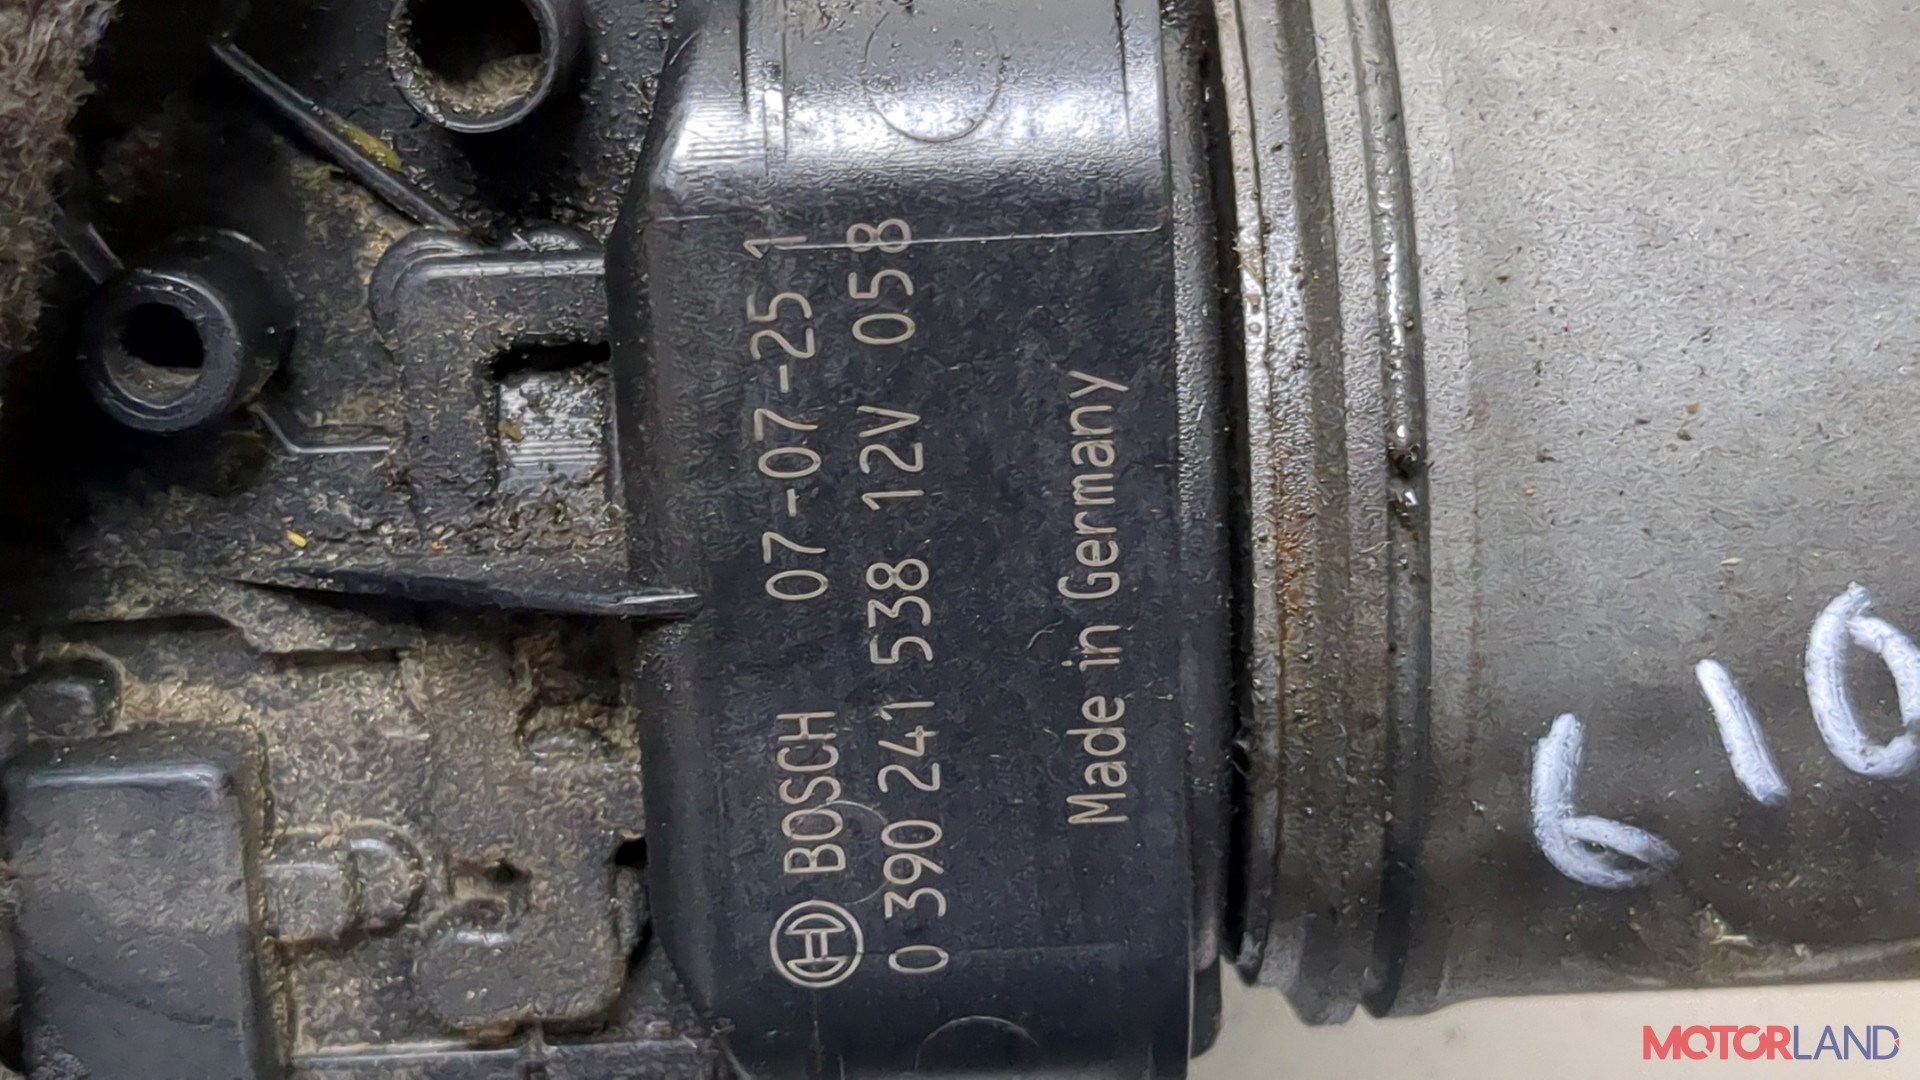 BOSCH 07-07-25 1
0 390 241 538 12V 058
Made in Germany
610
MOTORLAND